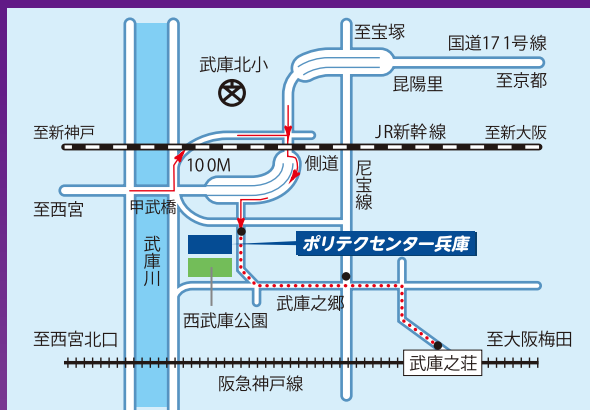 至宝塚
国道171号線
武庫北小
昆陽里
至京都
至新神戸
JR新幹線
至新大阪
100M
側道
尼宝線
至西宮
甲武橋
武庫川
ポリテクセンター兵庫
武庫之郷
西武庫公園
至西宮北口
至大阪梅田
武庫之荘
阪急神戸線